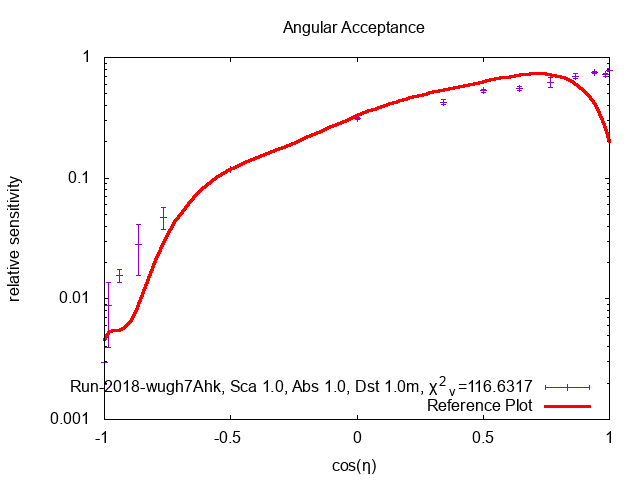 Angular Acceptance
1
0.1
0.01
0.001
relative sensitivity
Run-2018-wugh7Ahk, Sca 1.0, Abs 1.0, Dst 1.0m, χ²ᵥ=116.6317
Reference Plot
-1 -0.5 0 0.5 1
cos(η)